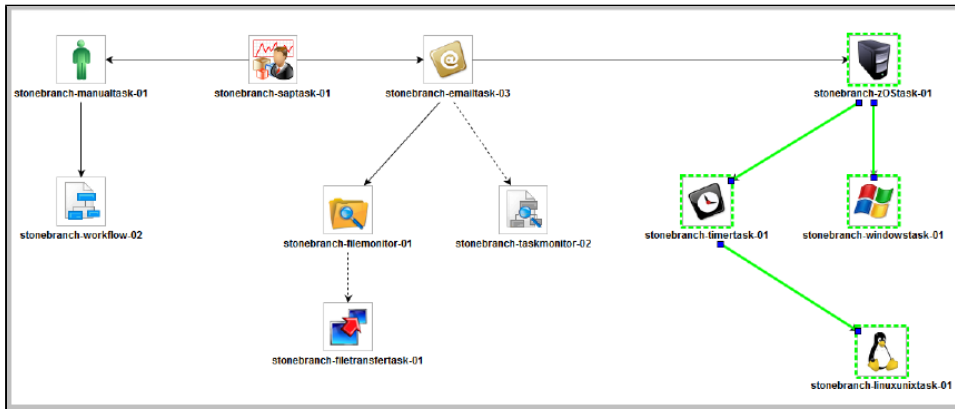 stonebranch-manualtask-01
stonebranch-saptask-01
stonebranch-emailtask-03
stonebranch-zOStask-01
stonebranch-workflow-02
stonebranch-filemonitor-01
stonebranch-taskmonitor-02
stonebranch-timertask-01
stonebranch-windowstask-01
stonebranch-filetransfertask-01
stonebranch-linuxunixtask-01